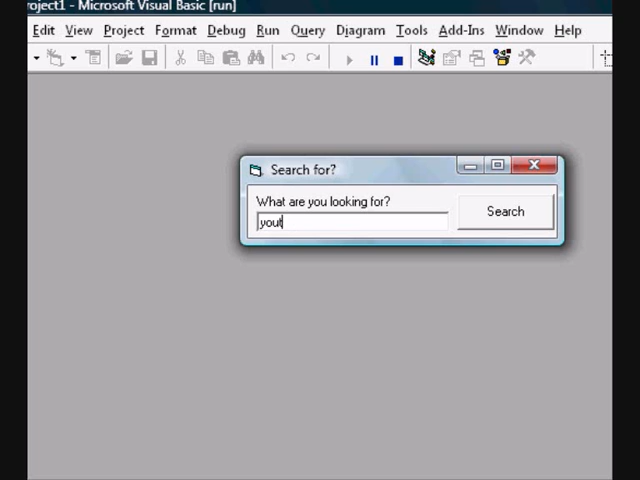 roject1 - Microsoft Visual Basic [run]
Edit View Project Format Debug Run Query Diagram Tools Add-Ins Window Help
Search for?
What are you looking for?
yout
Search